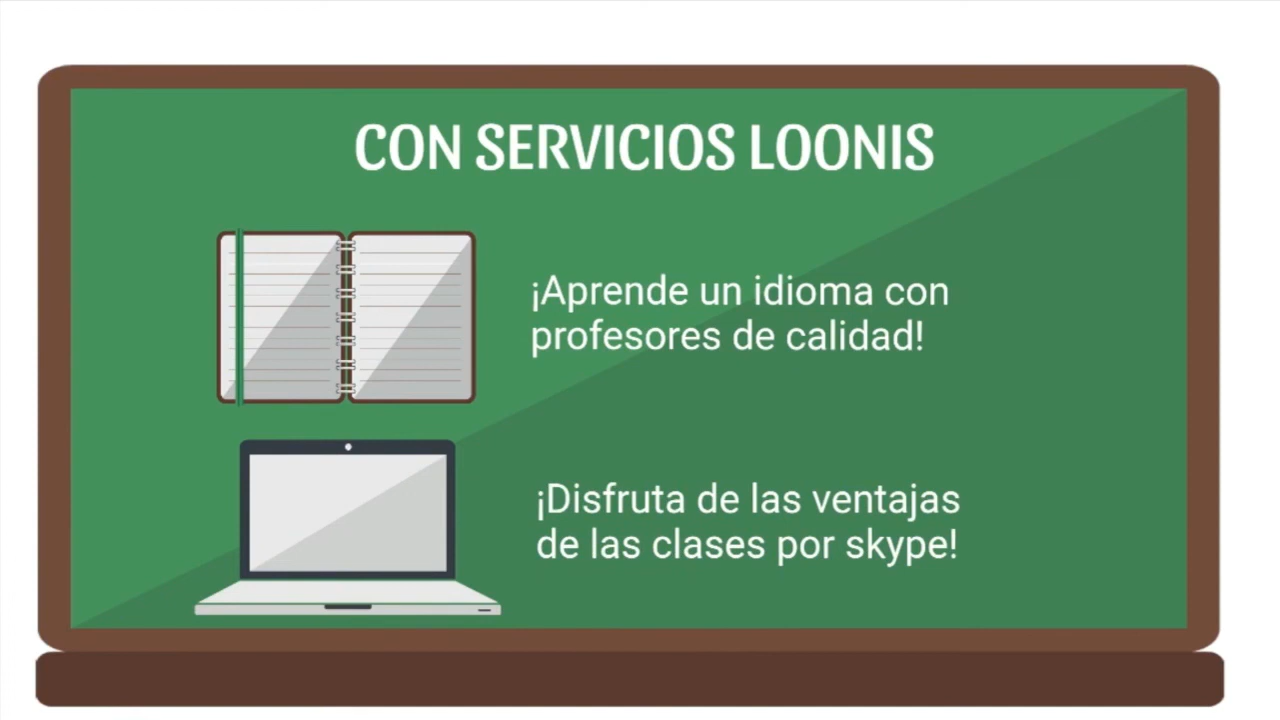 CON SERVICIOS LOONIS
¡Aprende un idioma con
profesores de calidad!
¡Disfruta de las ventajas
de las clases por skype!